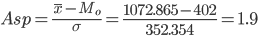 Asp = \frac{\overline{x} - M_o}{\sigma} = \frac{1072.865 - 402}{352.354} = 1.9